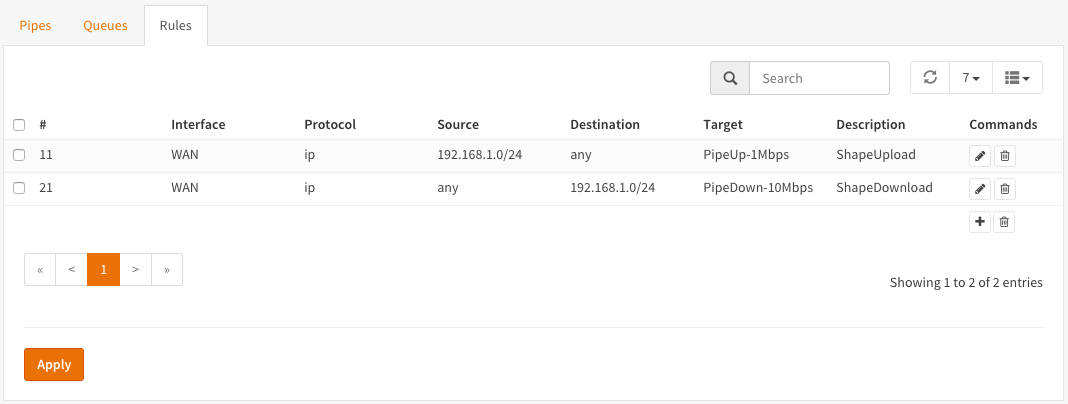 Pipes Queues Rules
Search 7
# Interface Protocol Source Destination Target Description Commands
11 WAN ip 192.168.1.0/24 any PipeUp-1Mbps ShapeUpload
21 WAN ip any 192.168.1.0/24 PipeDown-10Mbps ShapeDownload
« < 1 > »
Showing 1 to 2 of 2 entries
Apply